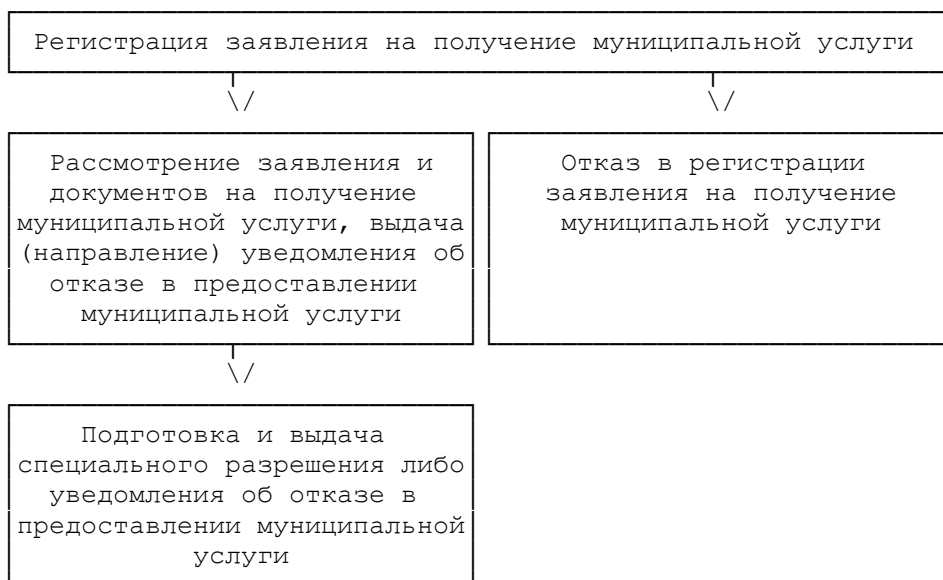 Регистрация заявления на получение муниципальной услуги
\/
\/
Рассмотрение заявления и
документов на получение
муниципальной услуги, выдача
(направление) уведомления об
отказе в предоставлении
муниципальной услуги
Отказ в регистрации
заявления на получение
муниципальной услуги
\/
Подготовка и выдача
специального разрешения либо
уведомления об отказе в
предоставлении муниципальной
услуги